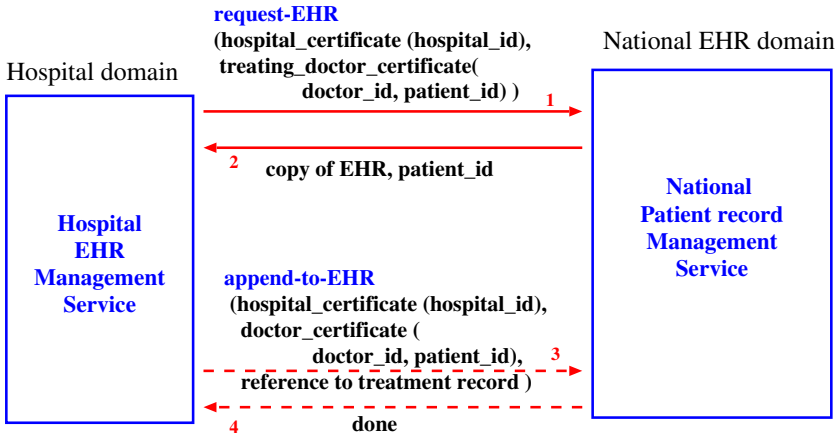 request-EHR
(hospital_certificate (hospital_id),
treating_doctor_certificate(
doctor_id, patient_id) )
National EHR domain
Hospital domain
1
2
copy of EHR, patient_id
Hospital
EHR
Management
Service
National
Patient record
Management
Service
append-to-EHR
(hospital_certificate (hospital_id),
doctor_certificate (
doctor_id, patient_id),
3
reference to treatment record )
4
done